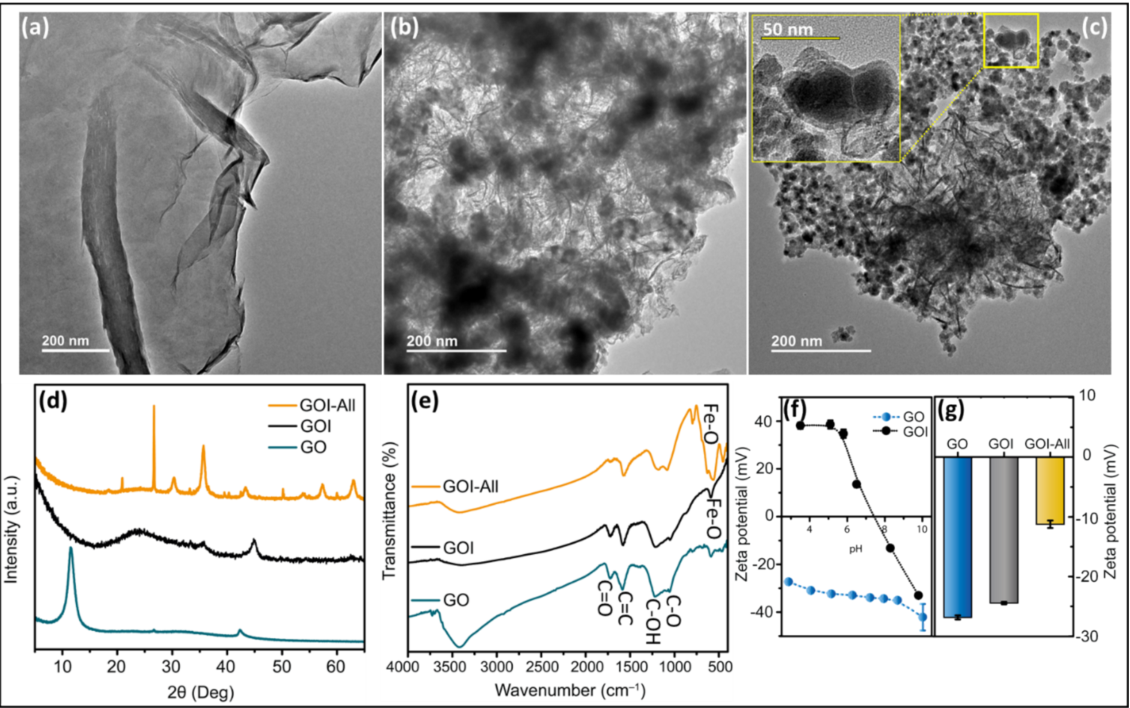 (a)
200 nm
(b)
200 nm
50 nm
(c)
200 nm
(d)
GOI-All
GOI
GO
Intensity (a.u.)
10 20 30 40 50 60
2θ (Deg)
(e)
Fe-O
GOI-All
GOI
Fe-O
GO
C=O
C=C
C-OH
C-O
Transmittance (%)
4000 3500 3000 2500 2000 1500 1000 500
Wavenumber (cm⁻¹)
(f)
GO
GOI
Zeta potential (mV)
40
20
0
-20
-40
4 6 8 10
pH
(g)
GO GOI GOI-All
10
0
-10
-20
-30
Zeta potential (mV)